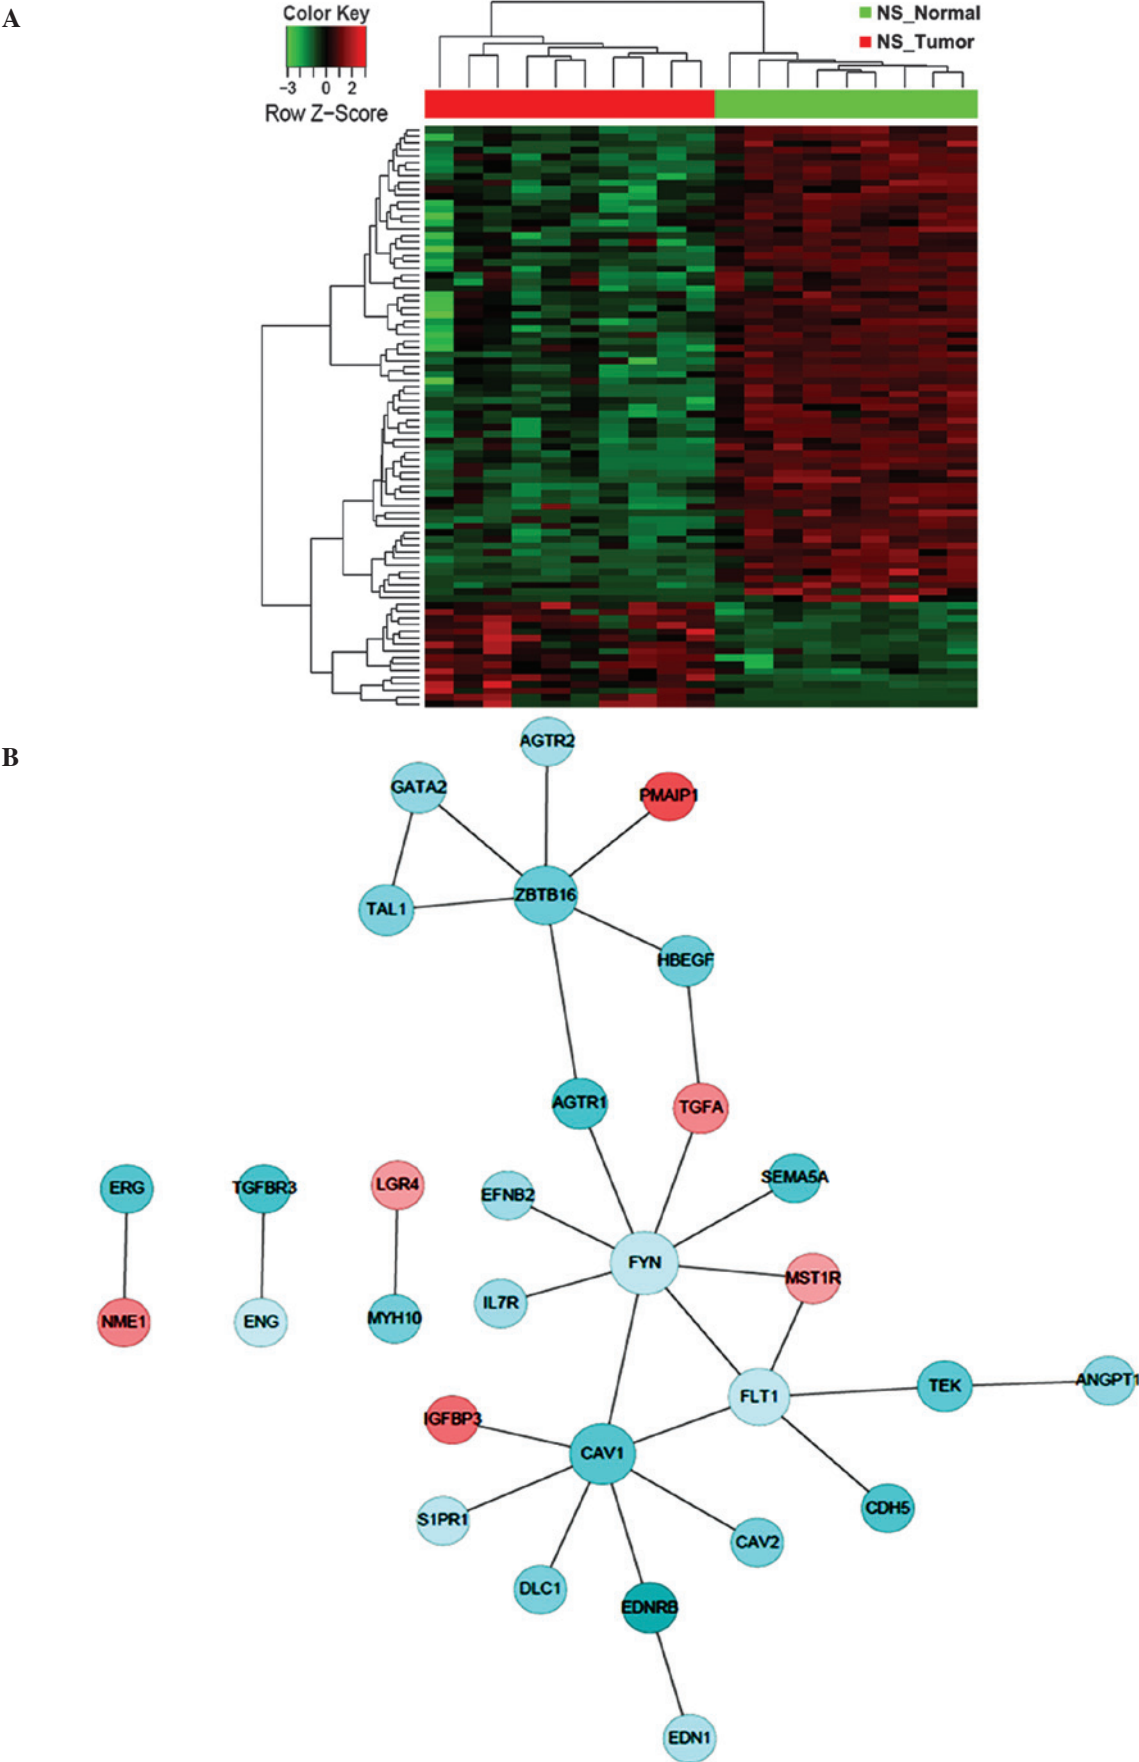 A
Color Key
−3 0 2
Row Z−Score
NS_Normal
NS_Tumor
B
AGTR2
GATA2
PMAIP1
ZBTB16
TAL1
HBEGF
AGTR1
TGFA
SEMA5A
ERG
TGFBR3
LGR4
EFNB2
FYN
MST1R
IL7R
NME1
ENG
MYH10
ANGPT1
TEK
FLT1
IGFBP3
CAV1
S1PR1
CDH5
CAV2
DLC1
EDNRB
EDN1